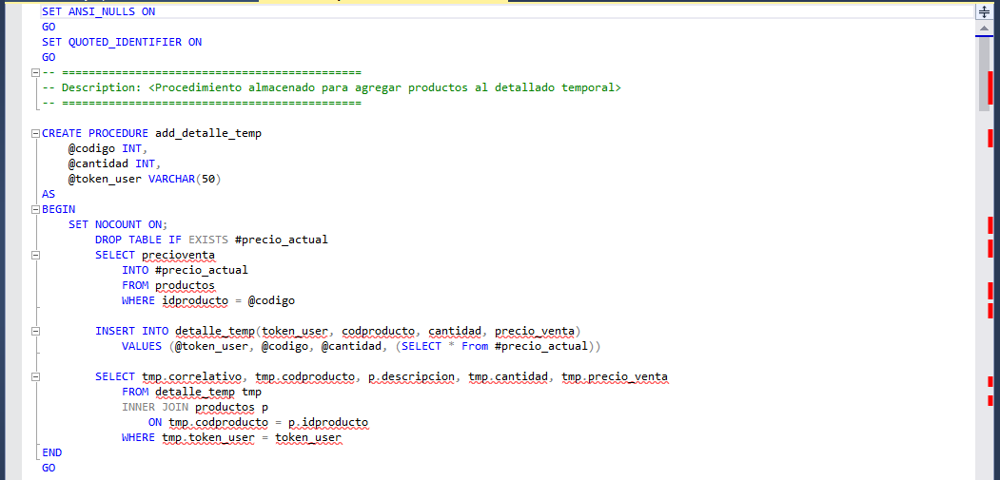 SET ANSI_NULLS ON
GO
SET QUOTED_IDENTIFIER ON
GO
-- =============================================
-- Description: <Procedimiento almacenado para agregar productos al detallado temporal>
-- =============================================
CREATE PROCEDURE add_detalle_temp
@codigo INT,
@cantidad INT,
@token_user VARCHAR(50)
AS
BEGIN
SET NOCOUNT ON;
DROP TABLE IF EXISTS #precio_actual
SELECT precioventa
INTO #precio_actual
FROM productos
WHERE idproducto = @codigo
INSERT INTO detalle_temp(token_user, codproducto, cantidad, precio_venta)
VALUES (@token_user, @codigo, @cantidad, (SELECT * From #precio_actual))
SELECT tmp.correlativo, tmp.codproducto, p.descripcion, tmp.cantidad, tmp.precio_venta
FROM detalle_temp tmp
INNER JOIN productos p
ON tmp.codproducto = p.idproducto
WHERE tmp.token_user = token_user
END
GO